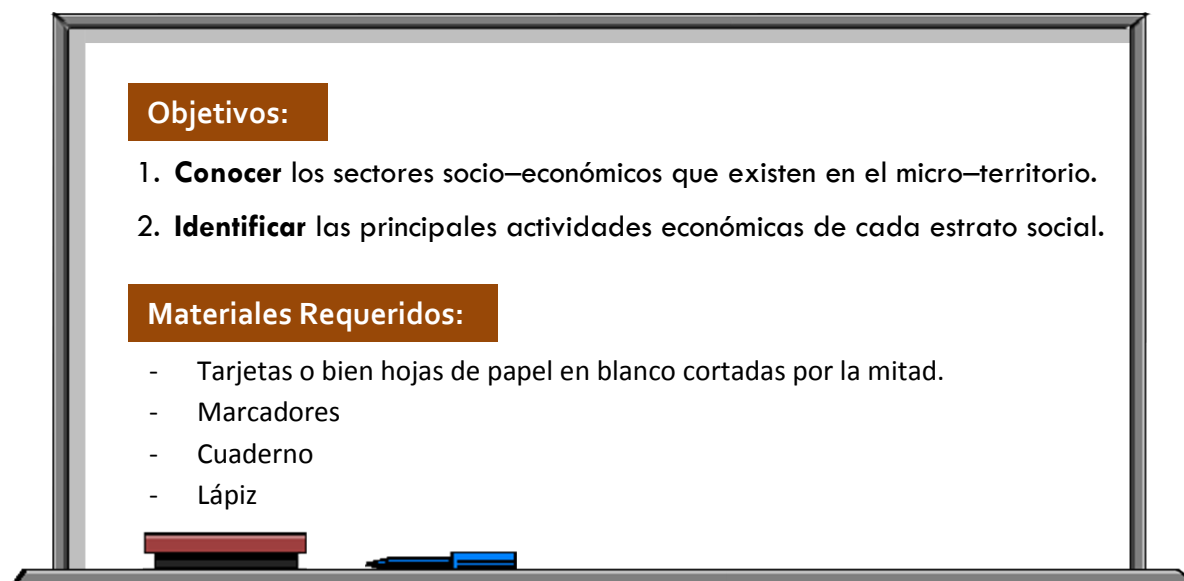 Objetivos:
1. Conocer los sectores socio–económicos que existen en el micro–territorio.
2. Identificar las principales actividades económicas de cada estrato social.
Materiales Requeridos:
- Tarjetas o bien hojas de papel en blanco cortadas por la mitad.
- Marcadores
- Cuaderno
- Lápiz